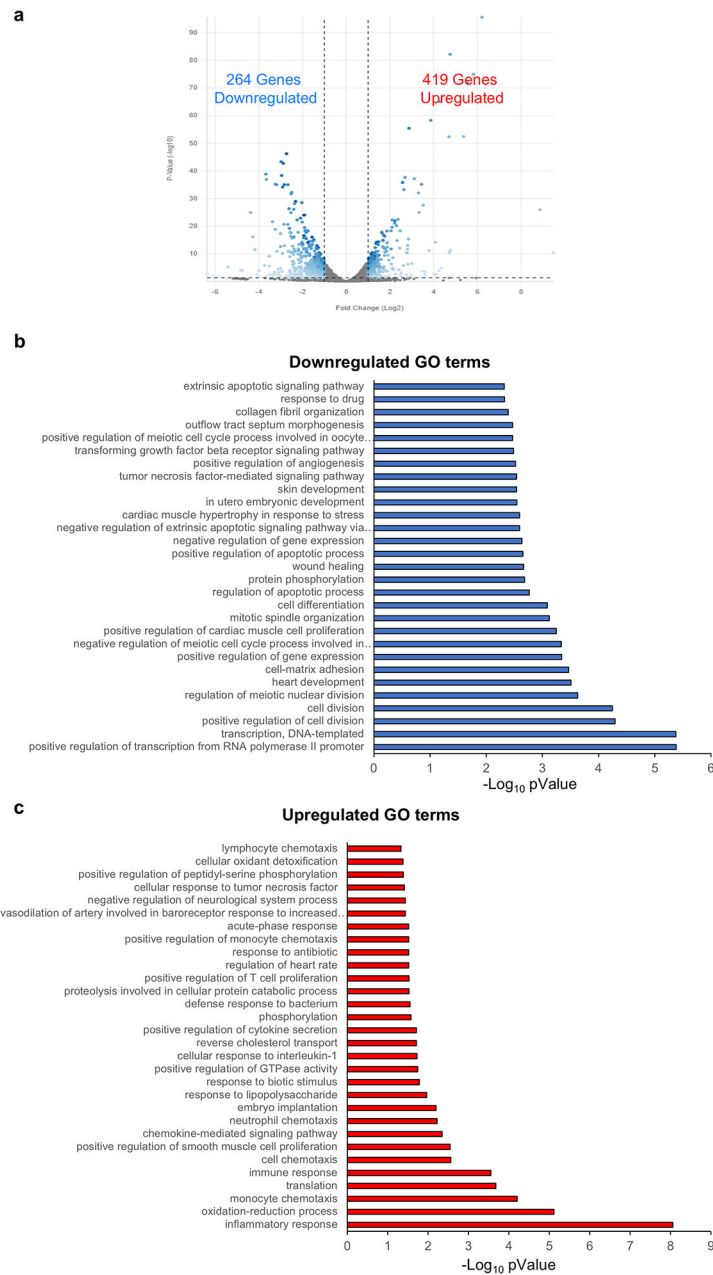 a
90
80
70
60
50
40
30
20
10
P-Value (-log10)
264 Genes
Downregulated
419 Genes
Upregulated
-6 -4 -2 0 2 4 6 8
Fold Change (Log2)
b
Downregulated GO terms
extrinsic apoptotic signaling pathway
response to drug
collagen fibril organization
outflow tract septum morphogenesis
positive regulation of meiotic cell cycle process involved in oocyte…
transforming growth factor beta receptor signaling pathway
positive regulation of angiogenesis
tumor necrosis factor-mediated signaling pathway
skin development
in utero embryonic development
cardiac muscle hypertrophy in response to stress
negative regulation of extrinsic apoptotic signaling pathway via…
negative regulation of gene expression
positive regulation of apoptotic process
wound healing
protein phosphorylation
regulation of apoptotic process
cell differentiation
mitotic spindle organization
positive regulation of cardiac muscle cell proliferation
negative regulation of meiotic cell cycle process involved in…
positive regulation of gene expression
cell-matrix adhesion
heart development
regulation of meiotic nuclear division
cell division
positive regulation of cell division
transcription, DNA-templated
positive regulation of transcription from RNA polymerase II promoter
0 1 2 3 4 5 6
-Log10 pValue
c
Upregulated GO terms
lymphocyte chemotaxis
cellular oxidant detoxification
positive regulation of peptidyl-serine phosphorylation
cellular response to tumor necrosis factor
negative regulation of neurological system process
vasodilation of artery involved in baroreceptor response to increased…
acute-phase response
positive regulation of monocyte chemotaxis
response to antibiotic
regulation of heart rate
positive regulation of T cell proliferation
proteolysis involved in cellular protein catabolic process
defense response to bacterium
phosphorylation
positive regulation of cytokine secretion
reverse cholesterol transport
cellular response to interleukin-1
positive regulation of GTPase activity
response to biotic stimulus
response to lipopolysaccharide
embryo implantation
neutrophil chemotaxis
chemokine-mediated signaling pathway
positive regulation of smooth muscle cell proliferation
cell chemotaxis
immune response
translation
monocyte chemotaxis
oxidation-reduction process
inflammatory response
0 1 2 3 4 5 6 7 8 9
-Log10 pValue